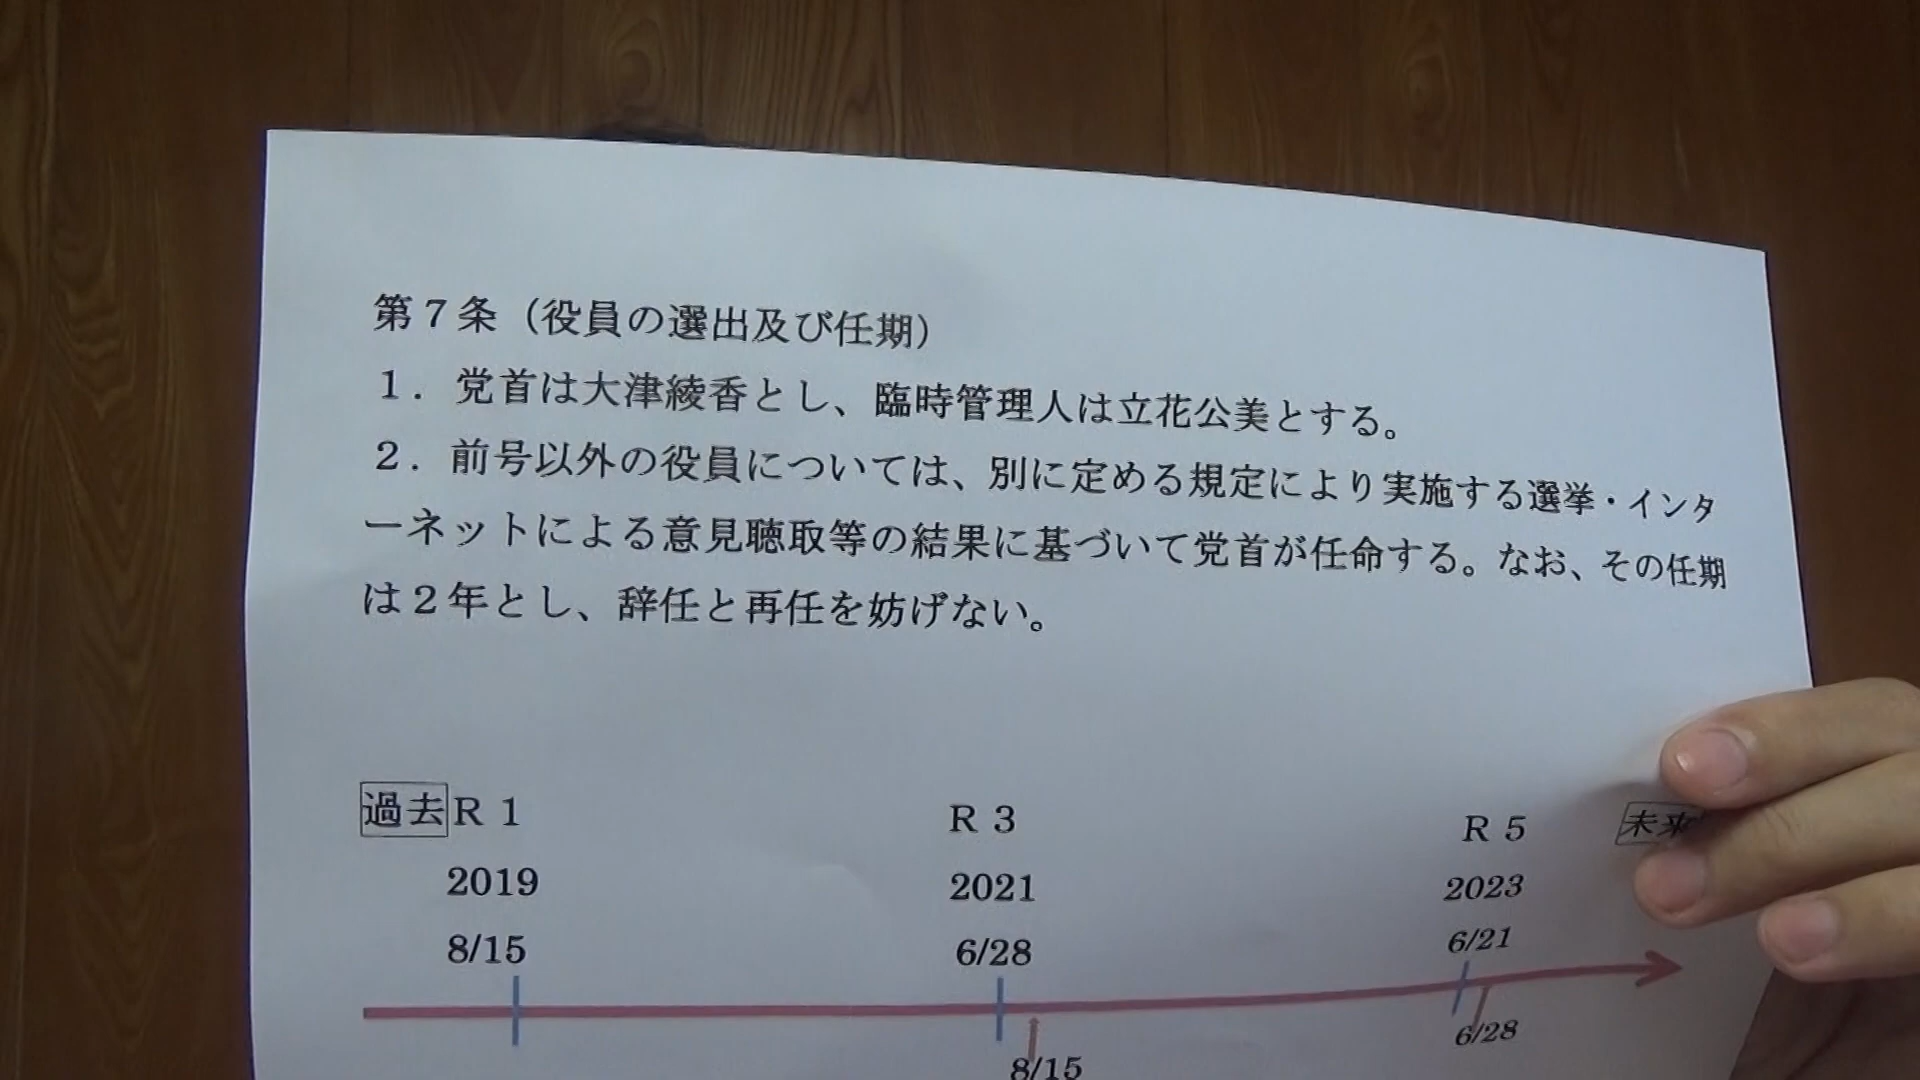 第７条（役員の選出及び任期）
１．党首は大津綾香とし、臨時管理人は立花公美とする。
２．前号以外の役員については、別に定める規定により実施する選挙・インタ
ーネットによる意見聴取等の結果に基づいて党首が任命する。なお、その任期
は２年とし、辞任と再任を妨げない。
過去 Ｒ１ Ｒ３ Ｒ５ 未来
2019 2021 2023
8/15 6/28 6/21
8/15 6/28